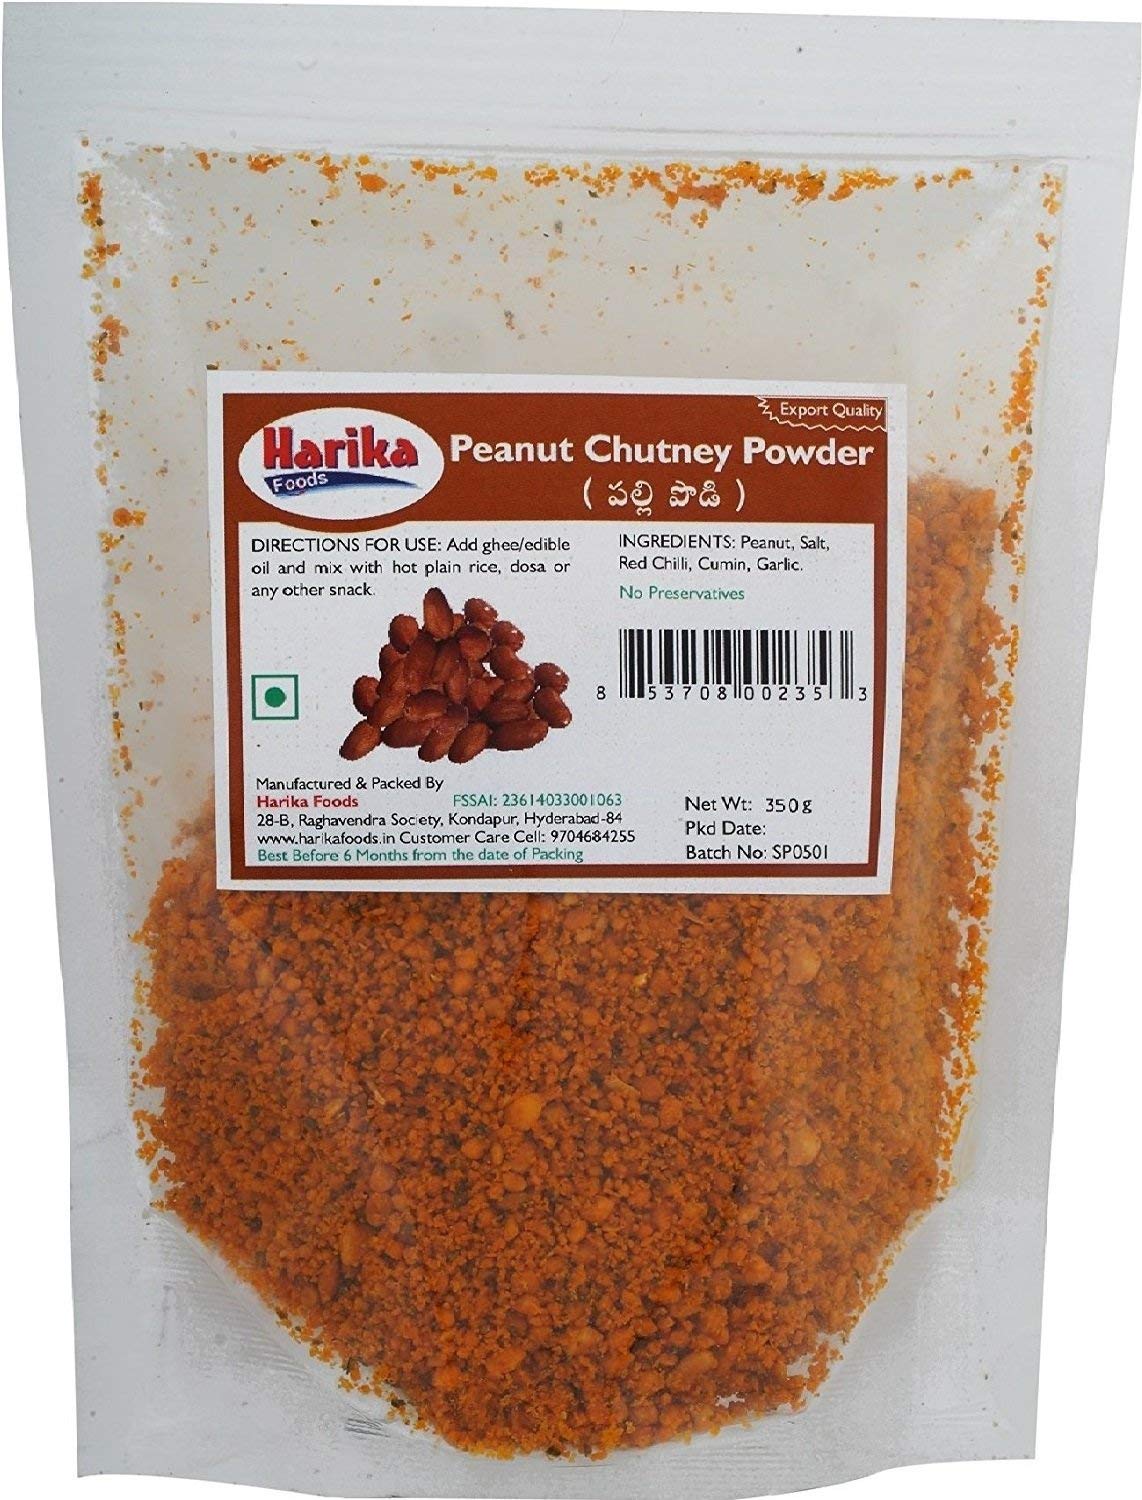 Export Quality
Harika
Foods
Peanut Chutney Powder
( పల్లి పొడి )
DIRECTIONS FOR USE: Add ghee/edible
oil and mix with hot plain rice, dosa or
any other snack.
INGREDIENTS: Peanut, Salt,
Red Chilli, Cumin, Garlic.
No Preservatives
8 53708 00235 3
Manufactured & Packed By
Harika Foods FSSAI: 23614033001063
28-B, Raghavendra Society, Kondapur, Hyderabad-84
www.harikafoods.in Customer Care Cell: 9704684255
Best Before 6 Months from the date of Packing
Net Wt: 350g
Pkd Date:
Batch No: SP0501